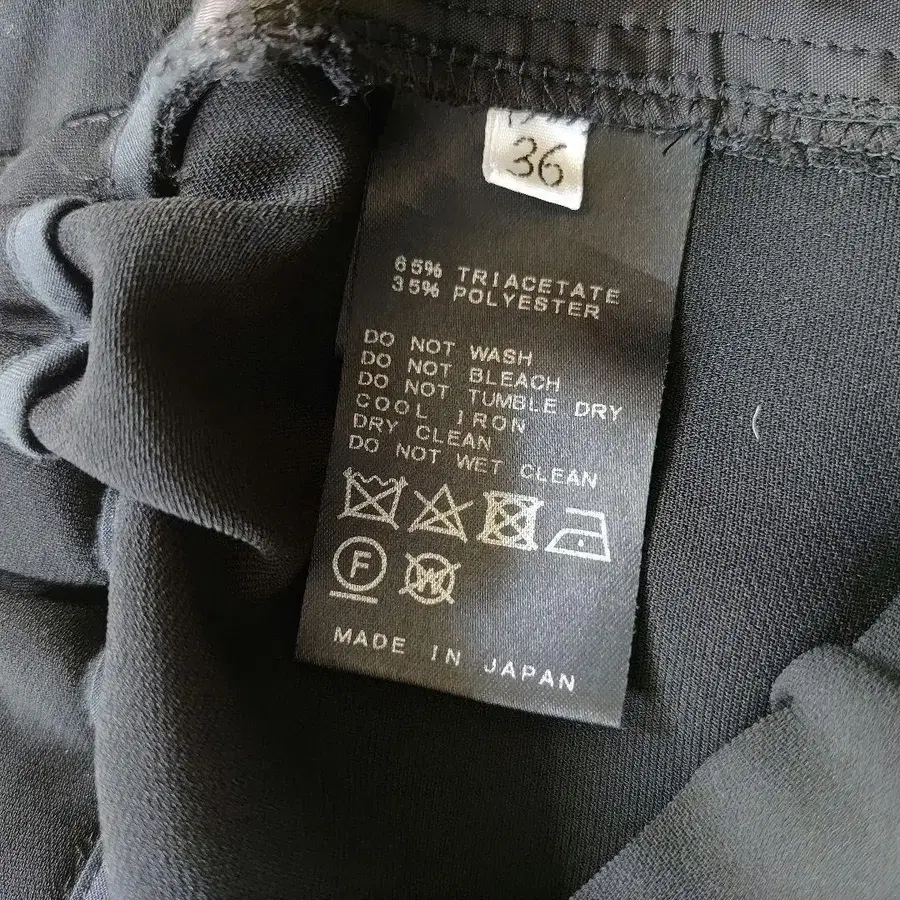 36
65% TRIACETATE
35% POLYESTER
DO NOT WASH
DO NOT BLEACH
DO NOT TUMBLE DRY
COOL IRON
DRY CLEAN
DO NOT WET CLEAN
F W
MADE IN JAPAN